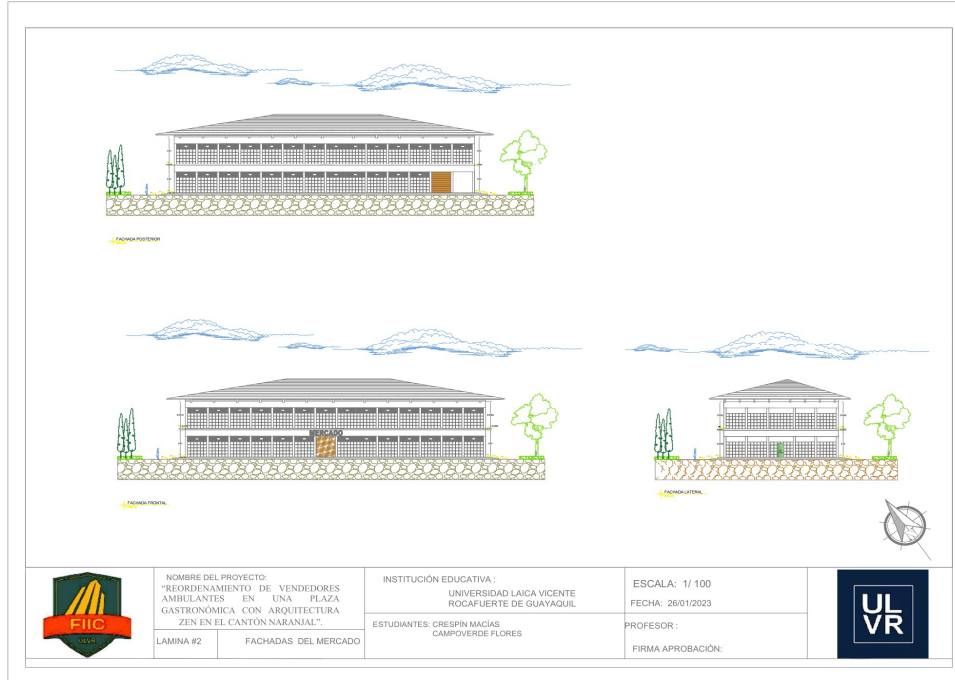 FACHADA POSTERIOR
MERCADO
FACHADA FRONTAL
FACHADA LATERAL
FIIC
ULVR
NOMBRE DEL PROYECTO:
“REORDENAMIENTO DE VENDEDORES
AMBULANTES EN UNA PLAZA
GASTRONÓMICA CON ARQUITECTURA
ZEN EN EL CANTÓN NARANJAL”.
LAMINA #2
FACHADAS DEL MERCADO
INSTITUCIÓN EDUCATIVA :
UNIVERSIDAD LAICA VICENTE
ROCAFUERTE DE GUAYAQUIL
ESTUDIANTES: CRESPÍN MACÍAS
CAMPOVERDE FLORES
ESCALA: 1/ 100
FECHA: 26/01/2023
PROFESOR :
FIRMA APROBACIÓN:
UL
VR